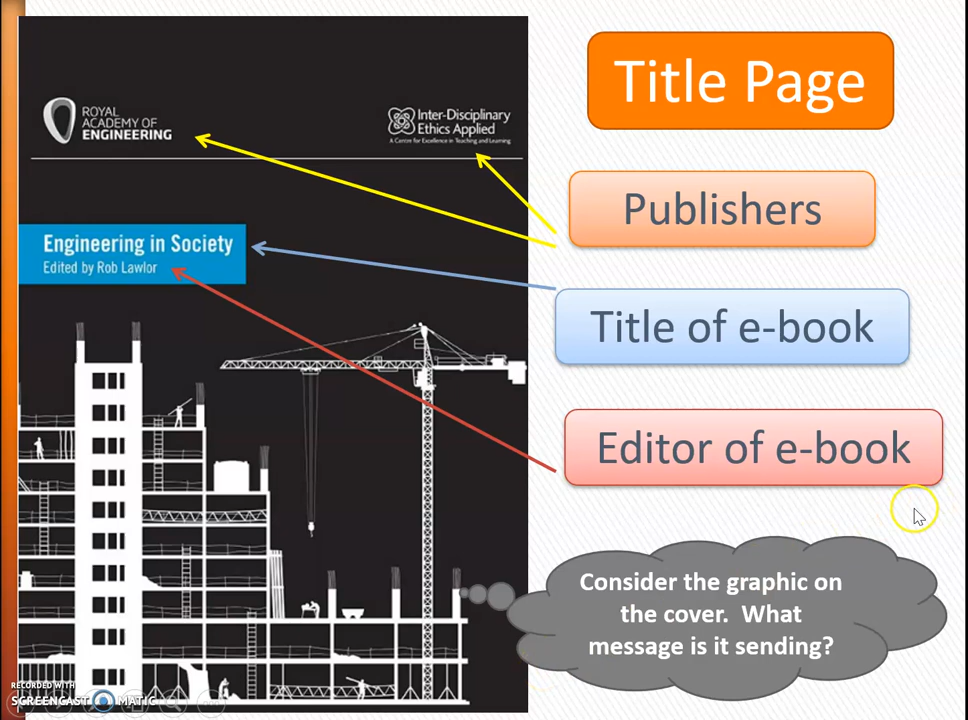 ROYAL
ACADEMY OF
ENGINEERING
Inter-Disciplinary
Ethics Applied
A Centre for Excellence in Teaching and Learning
Engineering in Society
Edited by Rob Lawlor
Title Page
Publishers
Title of e-book
Editor of e-book
Consider the graphic on
the cover. What
message is it sending?
RECORDED WITH
SCREENCAST MATIC